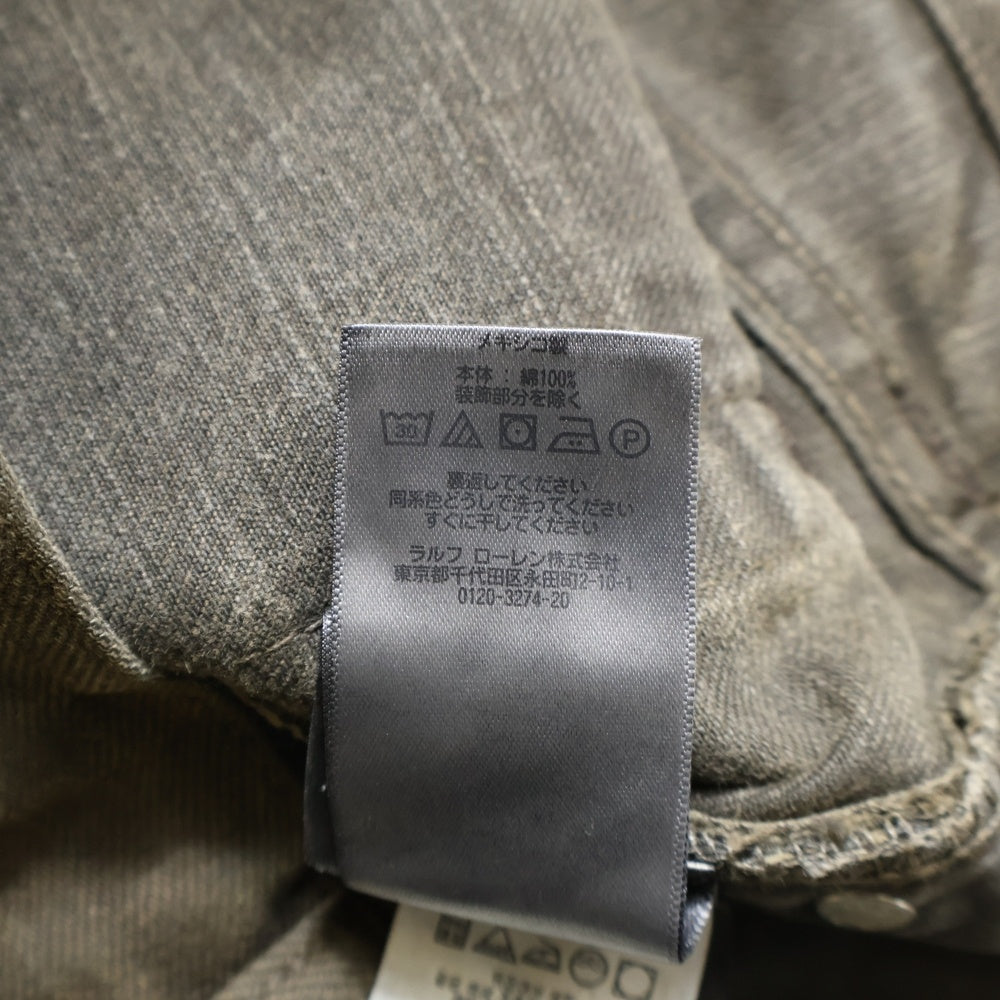 メキシコ製
本体 : 綿100%
装飾部分を除く
30 P
裏返してください
同系色どうしで洗ってください
すぐに干してください
ラルフ ローレン株式会社
東京都千代田区永田町2-10-1
0120-3274-20